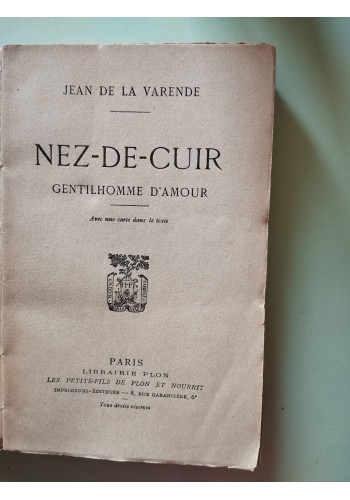 JEAN DE LA VARENDE
NEZ-DE-CUIR
GENTILHOMME D'AMOUR
Avec une carte dans le texte
PARIS
LIBRAIRIE PLON
LES PETITS-FILS DE PLON ET NOURRIT
IMPRIMEURS-ÉDITEURS — 8, RUE GARANCIÈRE, 6e
Tous droits réservés